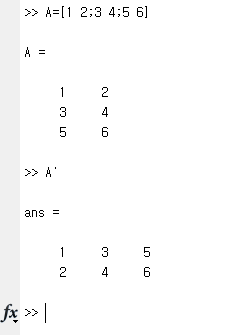 >> A=[1 2;3 4;5 6]
A =
1 2
3 4
5 6
>> A'
ans =
1 3 5
2 4 6
fx >>